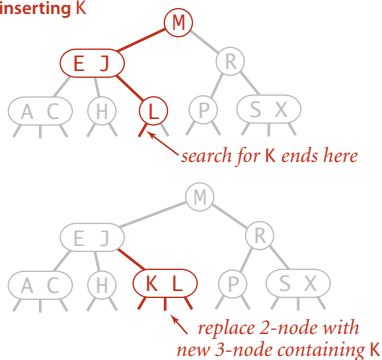 inserting K
M
E J
R
A C
H
L
P
S X
search for K ends here
M
E J
R
A C
H
K L
P
S X
replace 2-node with
new 3-node containing K